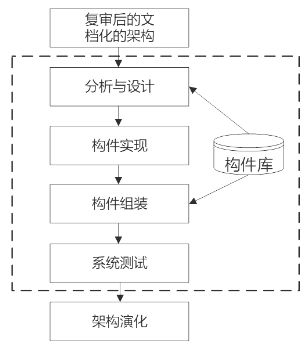 复审后的文
档化的架构
分析与设计
构件实现
构件库
构件组装
系统测试
架构演化